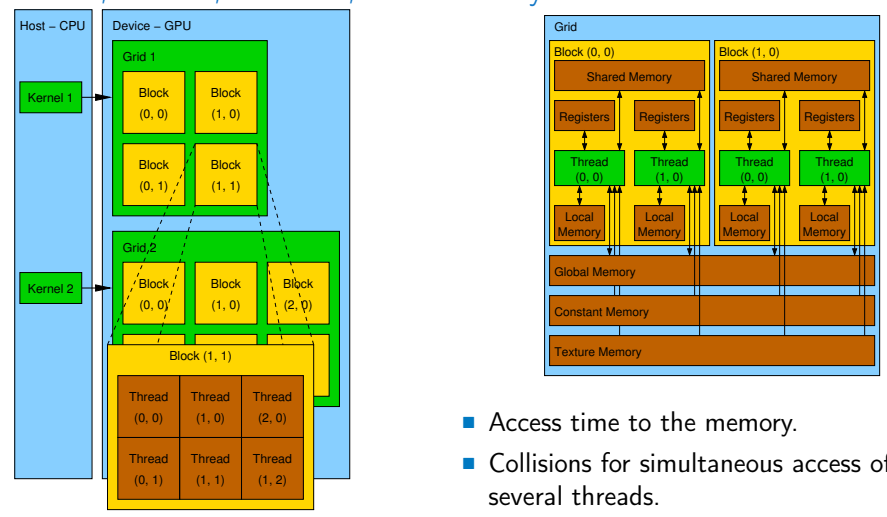 Host − CPU
Device − GPU
Grid 1
Kernel 1
Block
(0, 0)
Block
(1, 0)
Block
(0, 1)
Block
(1, 1)
Grid 2
Kernel 2
Block
(0, 0)
Block
(1, 0)
Block
(2, 0)
Block (1, 1)
Thread
(0, 0)
Thread
(1, 0)
Thread
(2, 0)
Thread
(0, 1)
Thread
(1, 1)
Thread
(1, 2)
Grid
Block (0, 0)
Shared Memory
Registers
Registers
Thread
(0, 0)
Thread
(1, 0)
Local
Memory
Local
Memory
Block (1, 0)
Shared Memory
Registers
Registers
Thread
(0, 0)
Thread
(1, 0)
Local
Memory
Local
Memory
Global Memory
Constant Memory
Texture Memory
■ Access time to the memory.
■ Collisions for simultaneous access of
several threads.